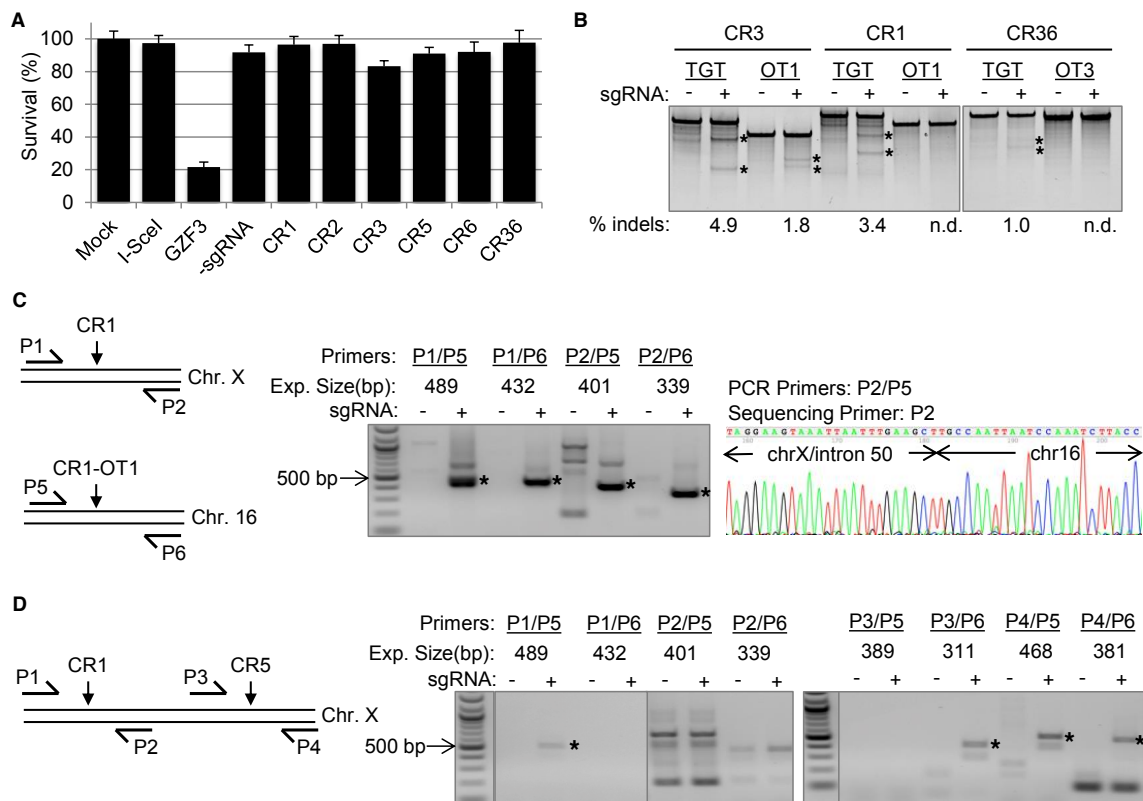 A
Survival (%)
100
80
60
40
20
0
Mock
I-SceI
GZF3
-sgRNA
CR1
CR2
CR3
CR5
CR6
CR36
B
CR3 CR1 CR36
TGT OT1 TGT OT1 TGT OT3
sgRNA: - + - + - + - + - + - +
* * * * * * * *
% indels: 4.9 1.8 3.4 n.d. 1.0 n.d.
C
CR1
P1
Chr. X
P2
CR1-OT1
P5
Chr. 16
P6
Primers: P1/P5 P1/P6 P2/P5 P2/P6
Exp. Size(bp): 489 432 401 339
sgRNA: - + - + - + - +
500 bp
* * * *
PCR Primers: P2/P5
Sequencing Primer: P2
TAGGAAGTAAATTAATTTGAAGCTTGCCAATTAATCCAAATCTTACC
160 170 180 190 200
chrX/intron 50 chr16
D
CR1 CR5
P1 P3
Chr. X
P2 P4
Primers: P1/P5 P1/P6 P2/P5 P2/P6
Exp. Size(bp): 489 432 401 339
sgRNA: - + - + - + - +
500 bp
*
P3/P5 P3/P6 P4/P5 P4/P6
389 311 468 381
- + - + - + - +
* * *